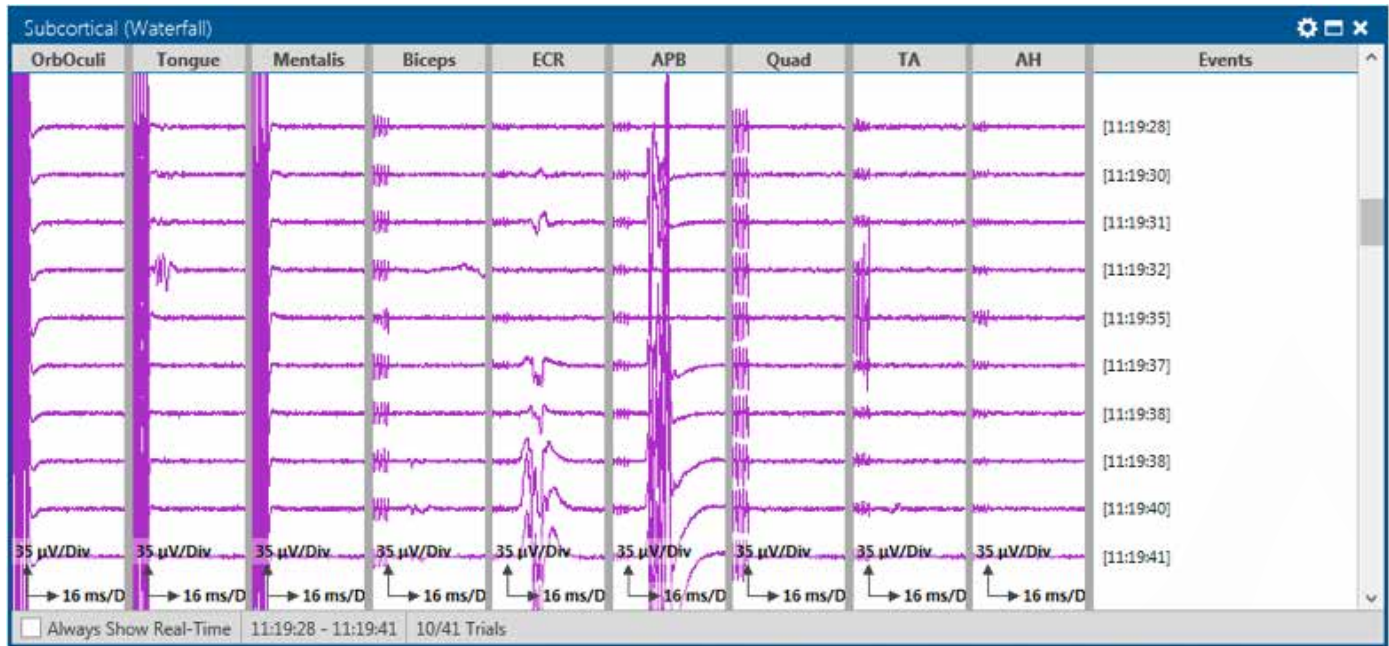 Subcortical (Waterfall)
OrbOculi Tongue Mentalis Biceps ECR APB Quad TA AH Events
[11:19:28]
[11:19:30]
[11:19:31]
[11:19:32]
[11:19:35]
[11:19:37]
[11:19:38]
[11:19:38]
[11:19:40]
35 µV/Div 35 µV/Div 35 µV/Div 35 µV/Div 35 µV/Div 35 µV/Div 35 µV/Div 35 µV/Div 35 µV/Div [11:19:41]
16 ms/D 16 ms/D 16 ms/D 16 ms/D 16 ms/D 16 ms/D 16 ms/D 16 ms/D 16 ms/D
Always Show Real-Time 11:19:28 - 11:19:41 10/41 Trials